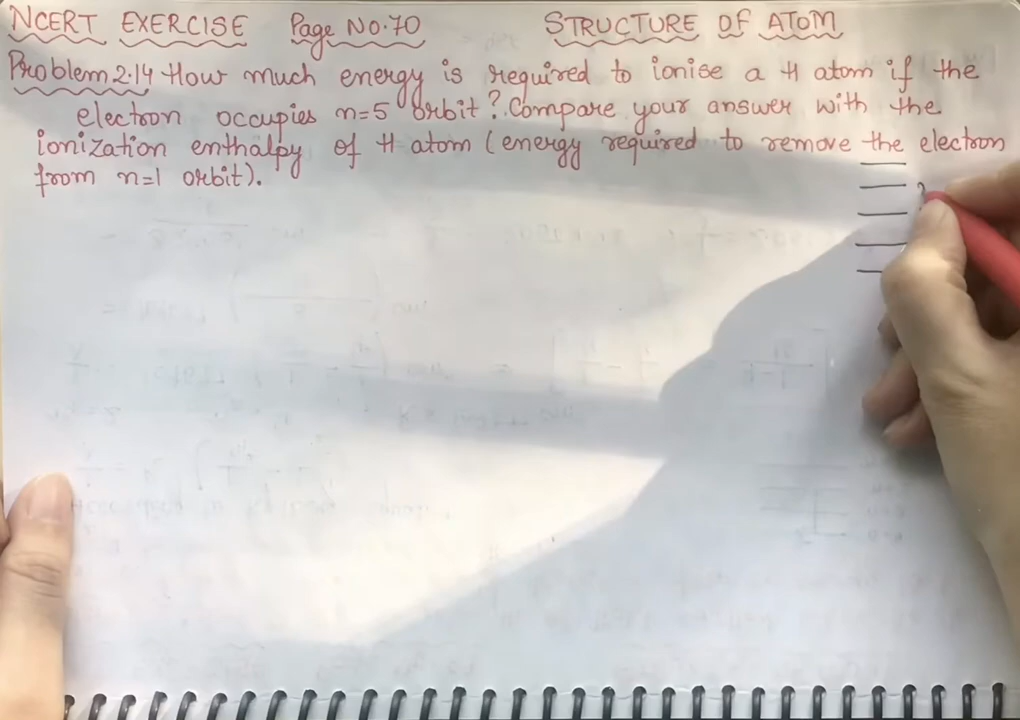 NCERT EXERCISE Page No.70 STRUCTURE OF ATOM
Problem 2.14 How much energy is required to ionise a H atom if the
electron occupies n=5 orbit? Compare your answer with the
ionization enthalpy of H atom (energy required to remove the electron
from n=1 orbit).